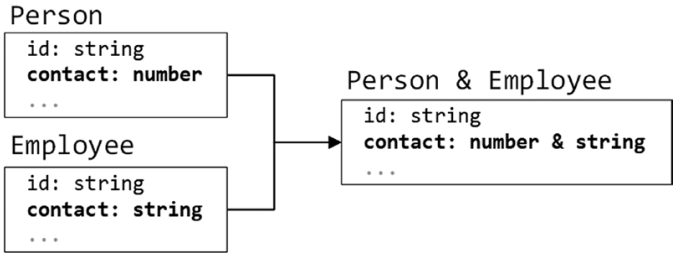 Person
id: string
contact: number
...
Employee
id: string
contact: string
...
Person & Employee
id: string
contact: number & string
...